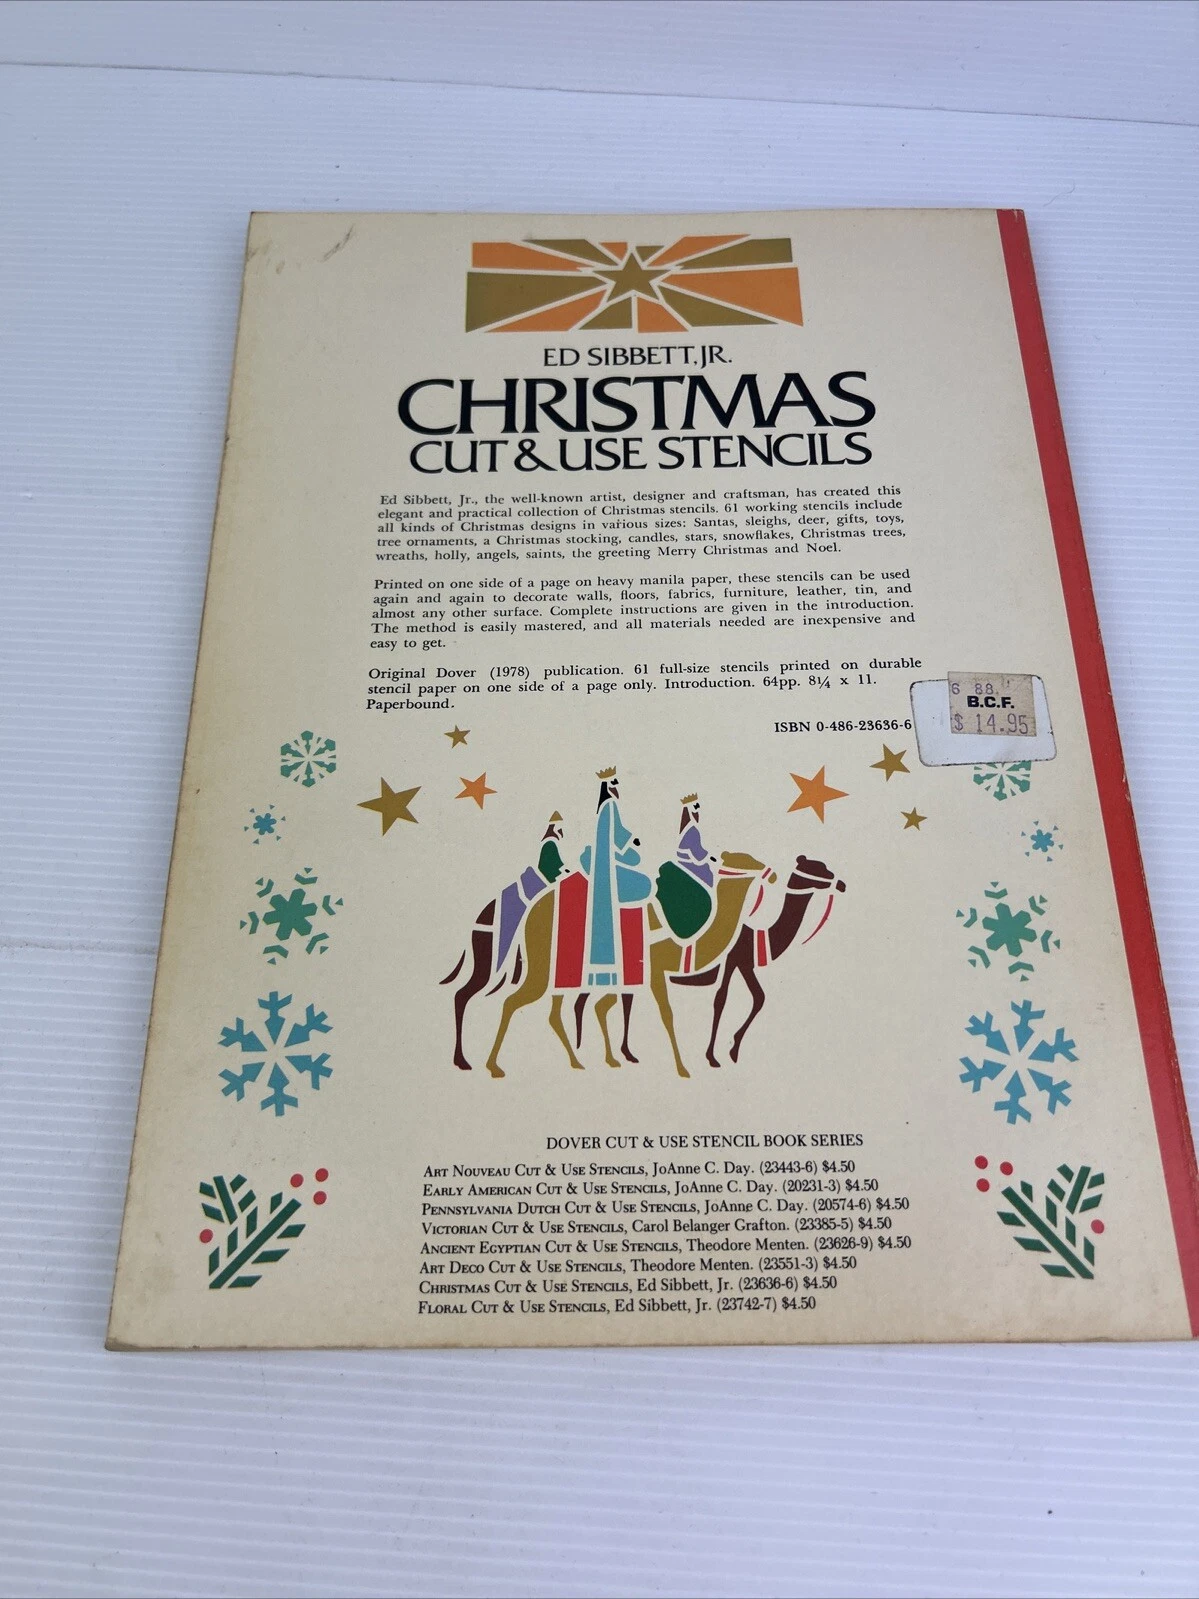 ED SIBBETT, JR.
CHRISTMAS
CUT & USE STENCILS
Ed Sibbett, Jr., the well-known artist, designer and craftsman, has created this
elegant and practical collection of Christmas stencils. 61 working stencils include
all kinds of Christmas designs in various sizes: Santas, sleighs, deer, gifts, toys,
tree ornaments, a Christmas stocking, candles, stars, snowflakes, Christmas trees,
wreaths, holly, angels, saints, the greeting Merry Christmas and Noel.
Printed on one side of a page on heavy manila paper, these stencils can be used
again and again to decorate walls, floors, fabrics, furniture, leather, tin, and
almost any other surface. Complete instructions are given in the introduction.
The method is easily mastered, and all materials needed are inexpensive and
easy to get.
Original Dover (1978) publication. 61 full-size stencils printed on durable
stencil paper on one side of a page only. Introduction. 64pp. 8¼ x 11.
Paperbound.
6 88
B.C.F.
$ 14.95
ISBN 0-486-23636-6
DOVER CUT & USE STENCIL BOOK SERIES
ART NOUVEAU CUT & USE STENCILS, JoAnne C. Day. (23443-6) $4.50
EARLY AMERICAN CUT & USE STENCILS, JoAnne C. Day. (20231-3) $4.50
PENNSYLVANIA DUTCH CUT & USE STENCILS, JoAnne C. Day. (20574-6) $4.50
VICTORIAN CUT & USE STENCILS, Carol Belanger Grafton. (23385-5) $4.50
ANCIENT EGYPTIAN CUT & USE STENCILS, Theodore Menten. (23626-9) $4.50
ART DECO CUT & USE STENCILS, Theodore Menten. (23551-3) $4.50
CHRISTMAS CUT & USE STENCILS, Ed Sibbett, Jr. (23636-6) $4.50
FLORAL CUT & USE STENCILS, Ed Sibbett, Jr. (23742-7) $4.50